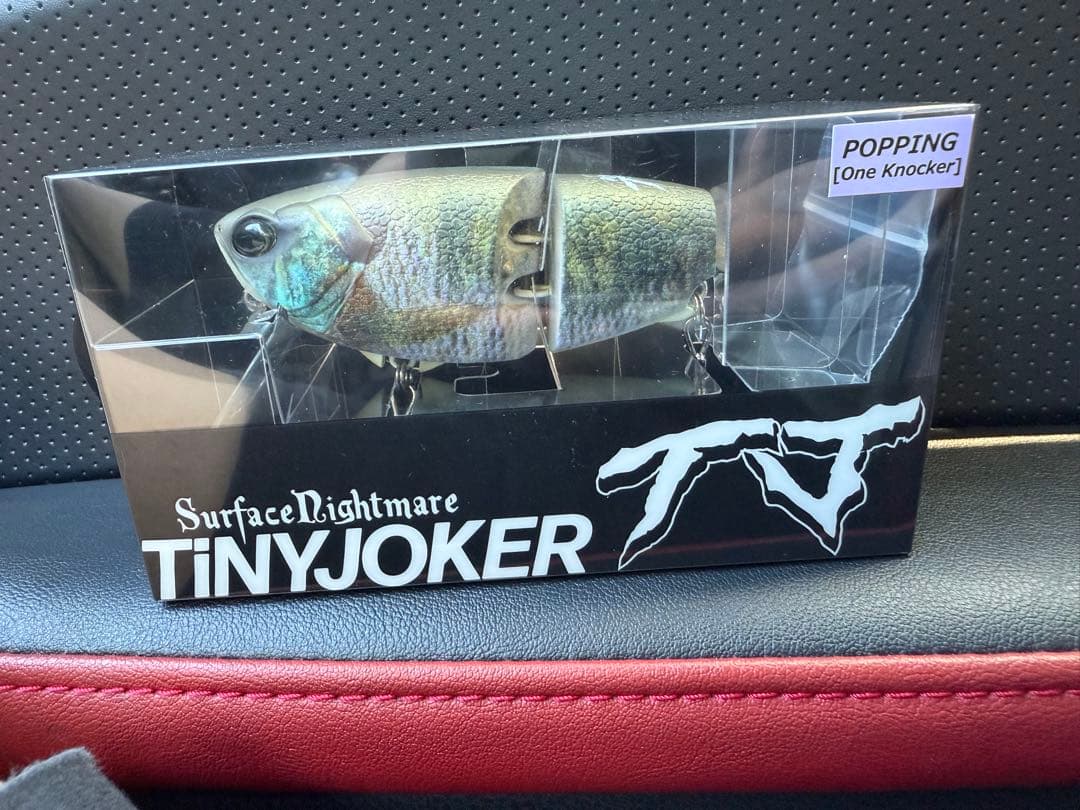 POPPING
[One Knocker]
SurfaceNightmare
TiNYJOKER
TJ